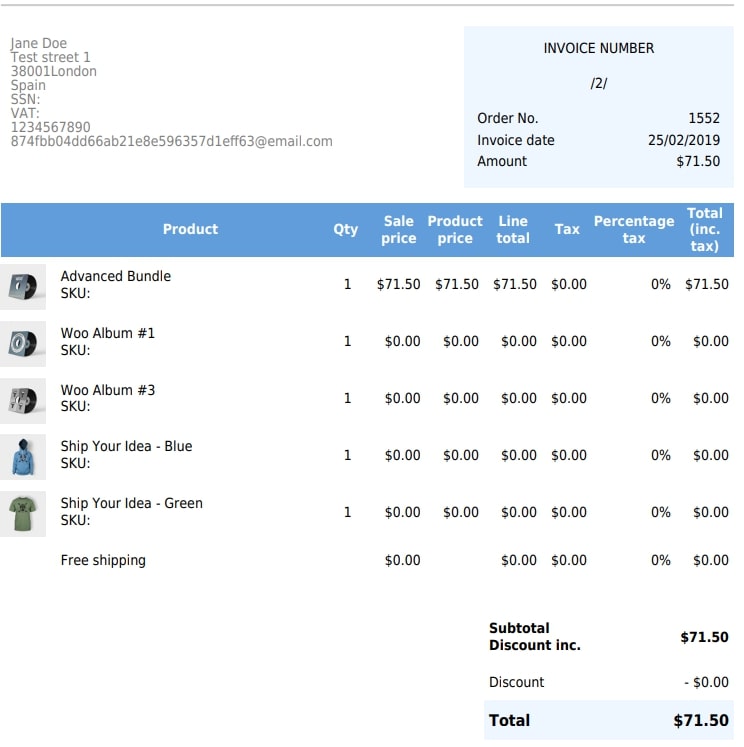 Jane Doe
Test street 1
38001London
Spain
SSN:
VAT:
1234567890
874fbb04dd66ab21e8e596357d1eff63@email.com
INVOICE NUMBER
/2/
Order No. 1552
Invoice date 25/02/2019
Amount $71.50
Product Qty Sale price Product price Line total Tax Percentage tax Total (inc. tax)
Advanced Bundle
SKU:
1 $71.50 $71.50 $71.50 $0.00 0% $71.50
Woo Album #1
SKU:
1 $0.00 $0.00 $0.00 $0.00 0% $0.00
Woo Album #3
SKU:
1 $0.00 $0.00 $0.00 $0.00 0% $0.00
Ship Your Idea - Blue
SKU:
1 $0.00 $0.00 $0.00 $0.00 0% $0.00
Ship Your Idea - Green
SKU:
1 $0.00 $0.00 $0.00 $0.00 0% $0.00
Free shipping $0.00 $0.00 $0.00 0% $0.00
Subtotal
Discount inc. $71.50
Discount - $0.00
Total $71.50